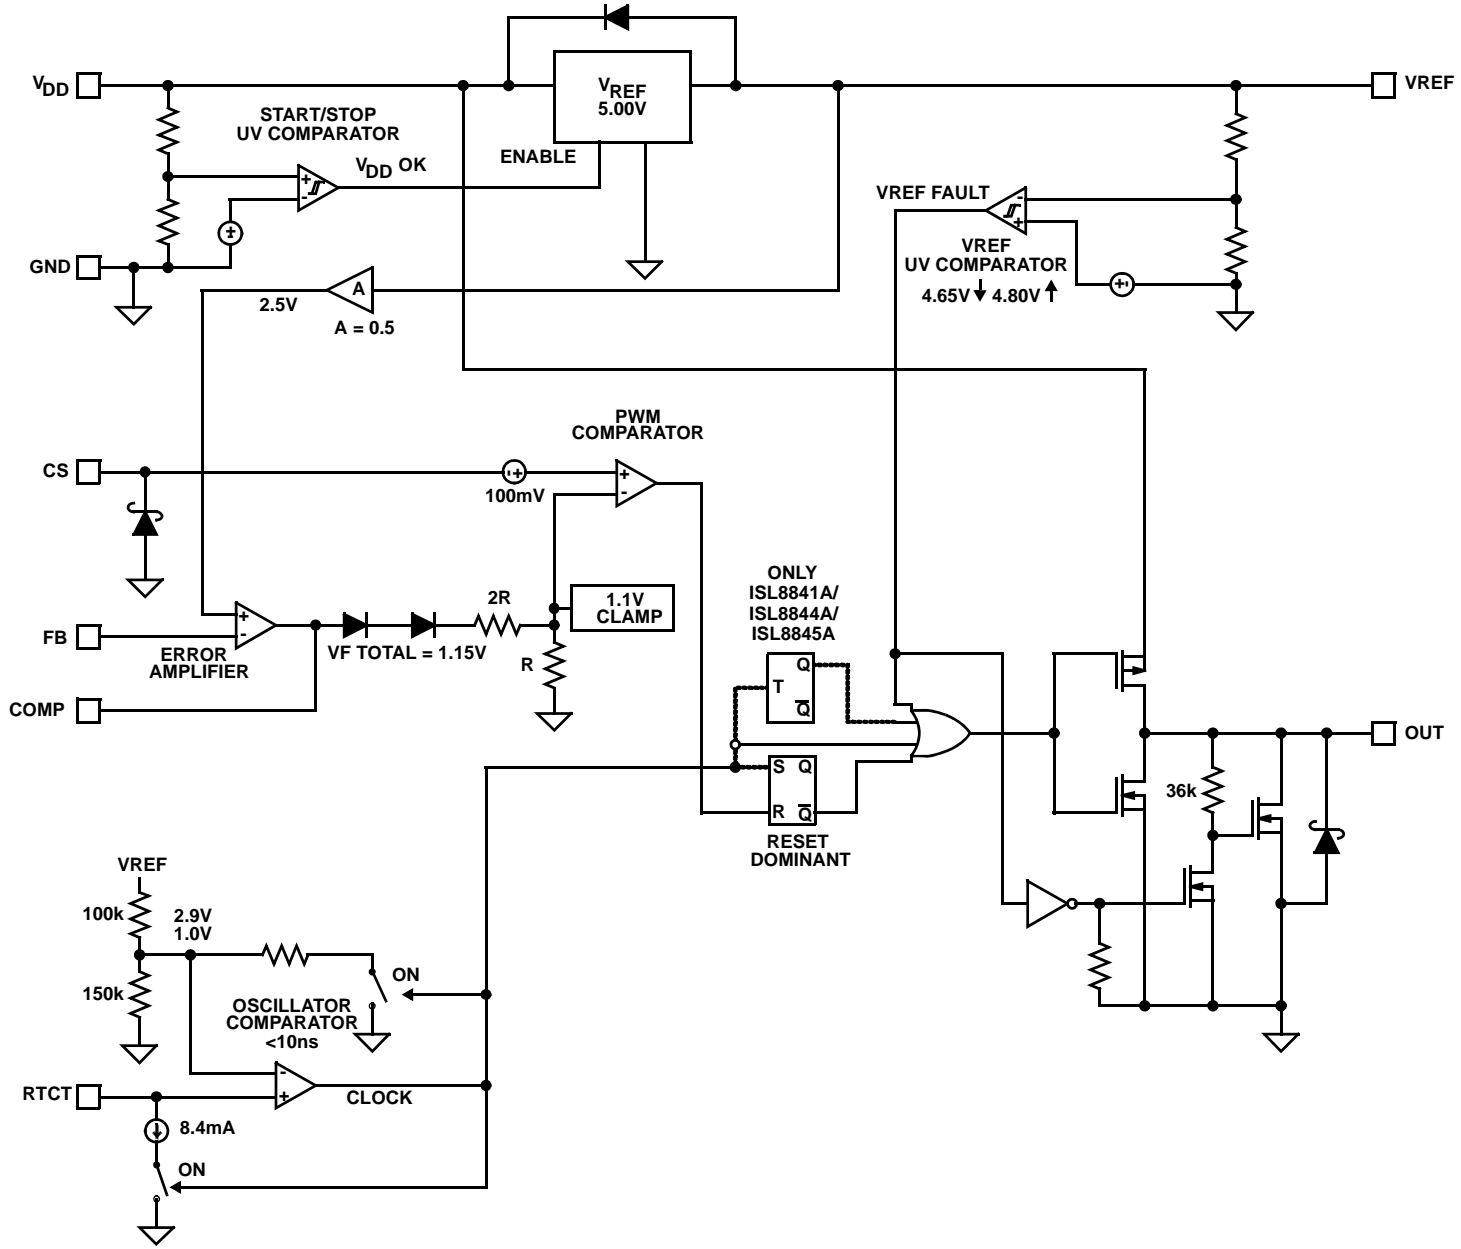 VDD
VREF
5.00V
VREF
START/STOP
UV COMPARATOR
+
-
VDD OK
ENABLE
GND
VREF FAULT
-
+
VREF
UV COMPARATOR
4.65V ↓ 4.80V ↑
2.5V
A
A = 0.5
PWM
COMPARATOR
CS
100mV
+
-
ONLY
ISL8841A/
ISL8844A/
ISL8845A
1.1V
CLAMP
2R
R
+
-
FB
ERROR
AMPLIFIER
VF TOTAL = 1.15V
COMP
Q
T
Q̅
S Q
R Q̅
RESET
DOMINANT
OUT
36k
VREF
100k
2.9V
1.0V
150k
ON
OSCILLATOR
COMPARATOR
<10ns
-
+
RTCT
CLOCK
8.4mA
ON